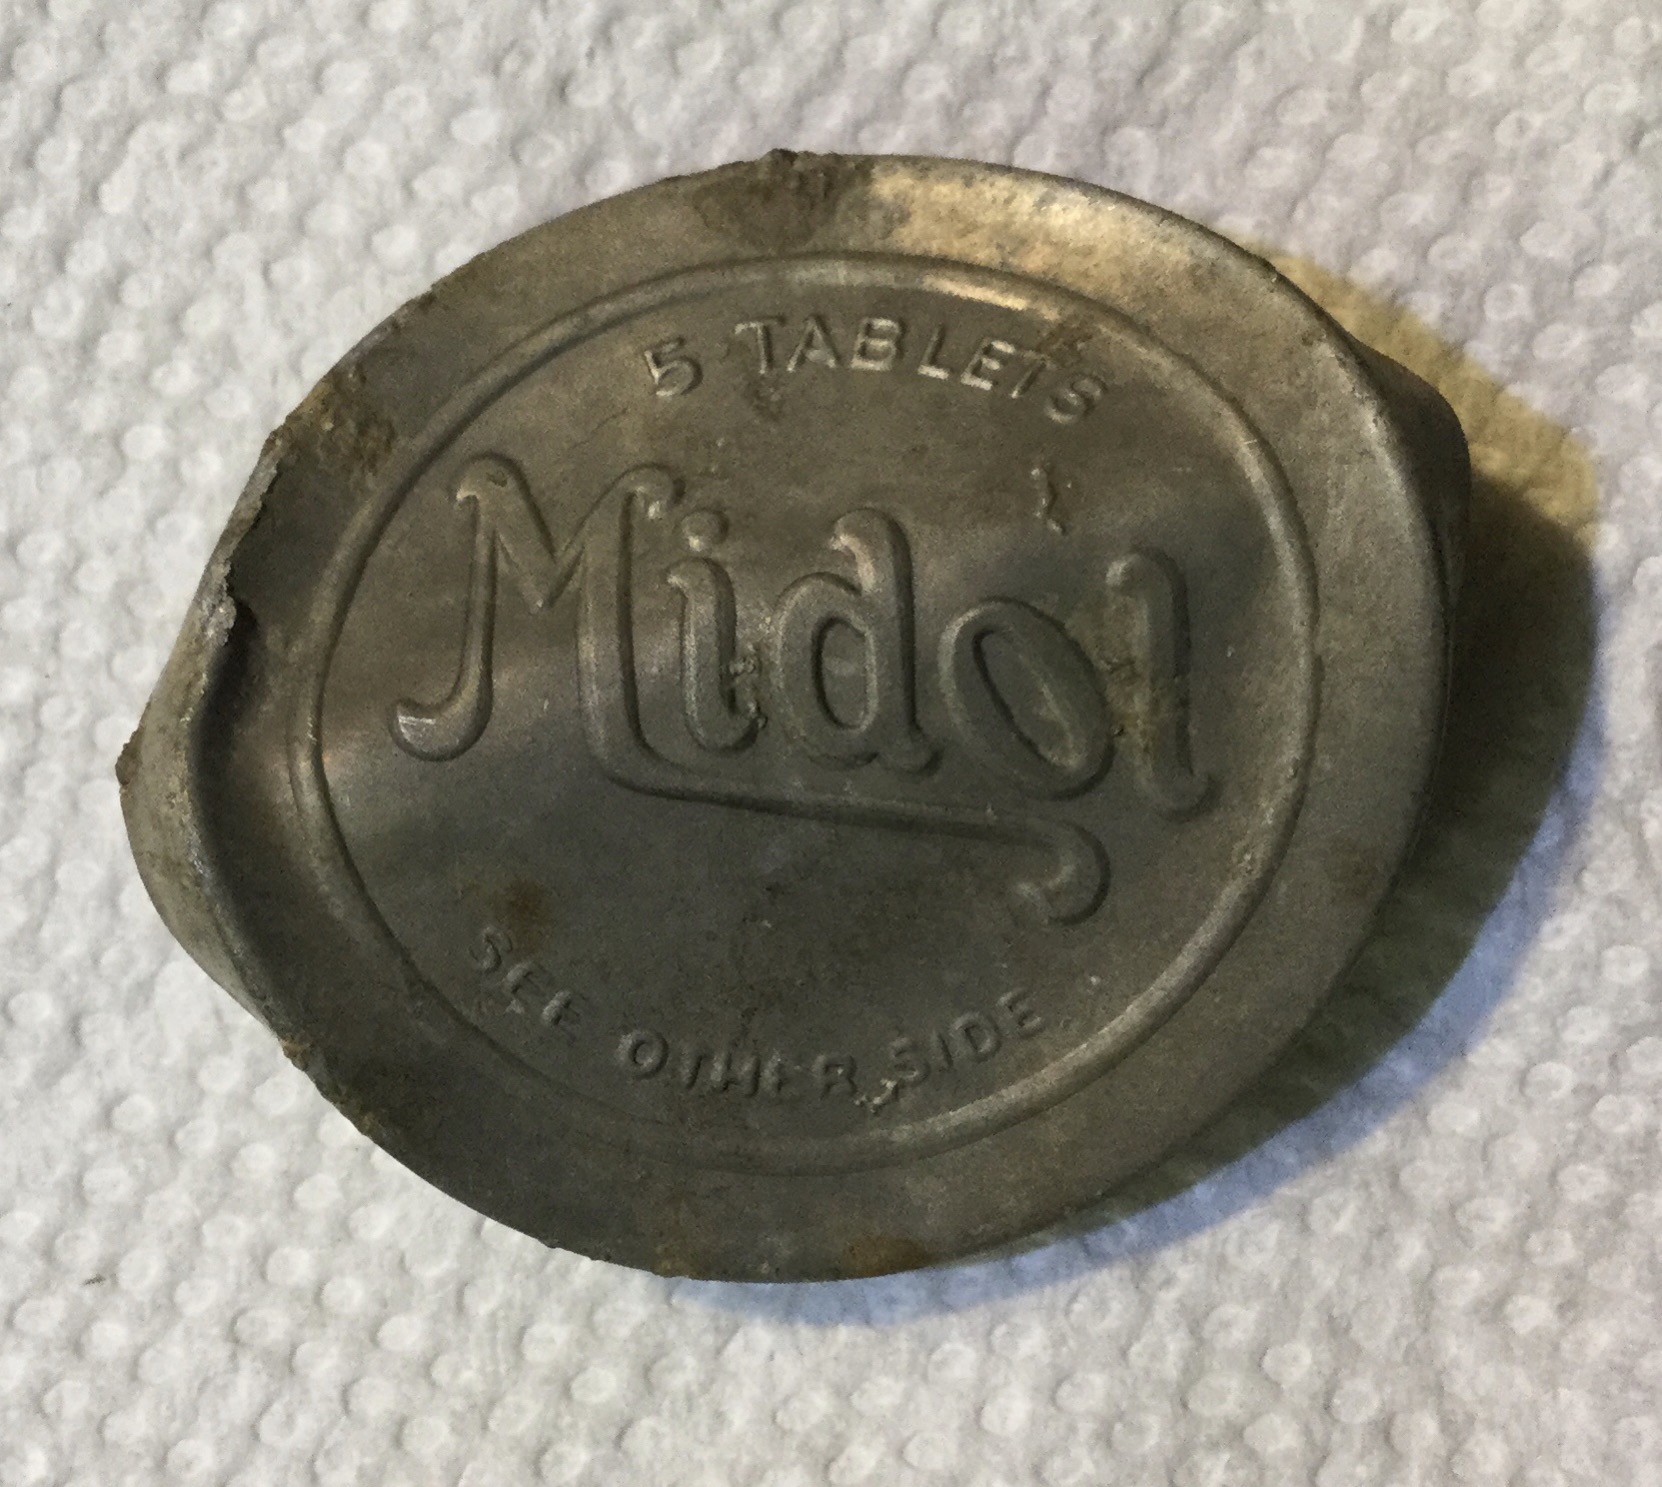 5 TABLETS
Midol
SEE OTHER SIDE